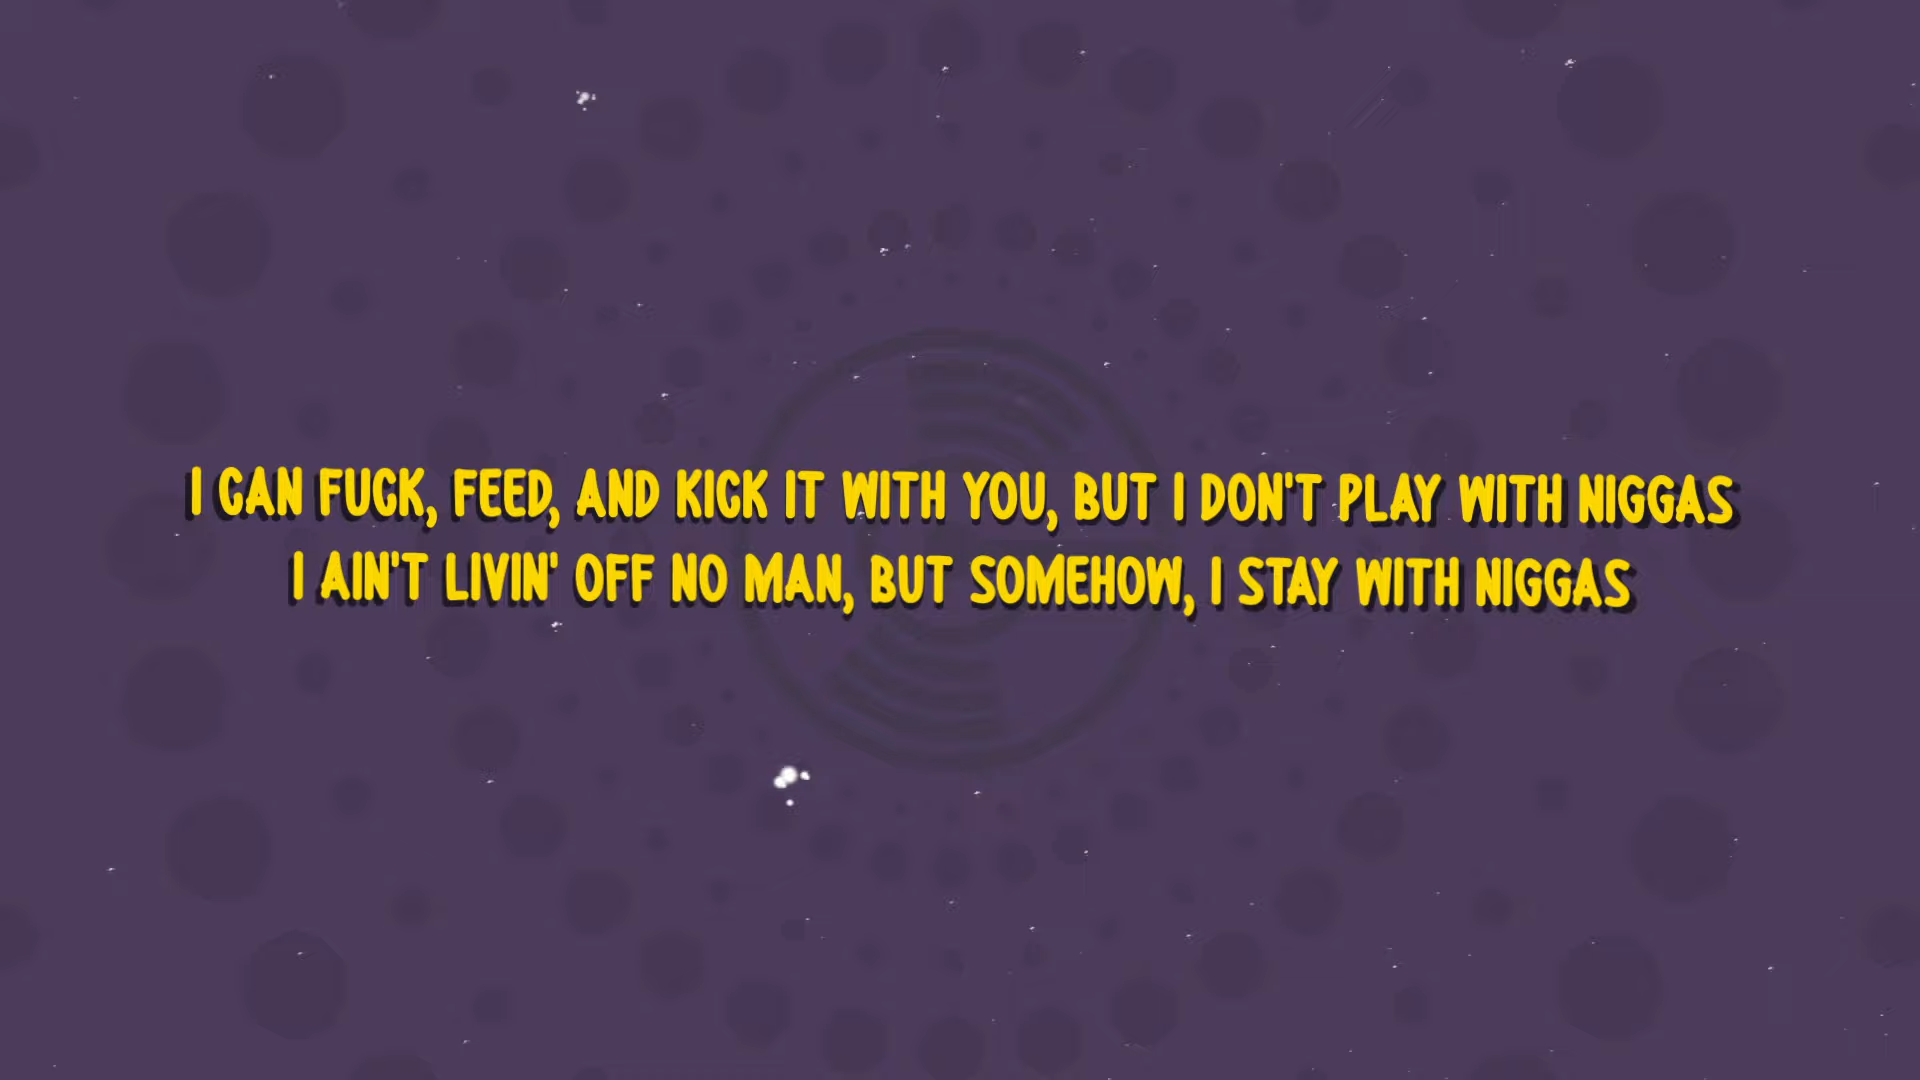 I CAN FUCK, FEED, AND KICK IT WITH YOU, BUT I DON'T PLAY WITH NIGGAS
I AIN'T LIVIN' OFF NO MAN, BUT SOMEHOW, I STAY WITH NIGGAS